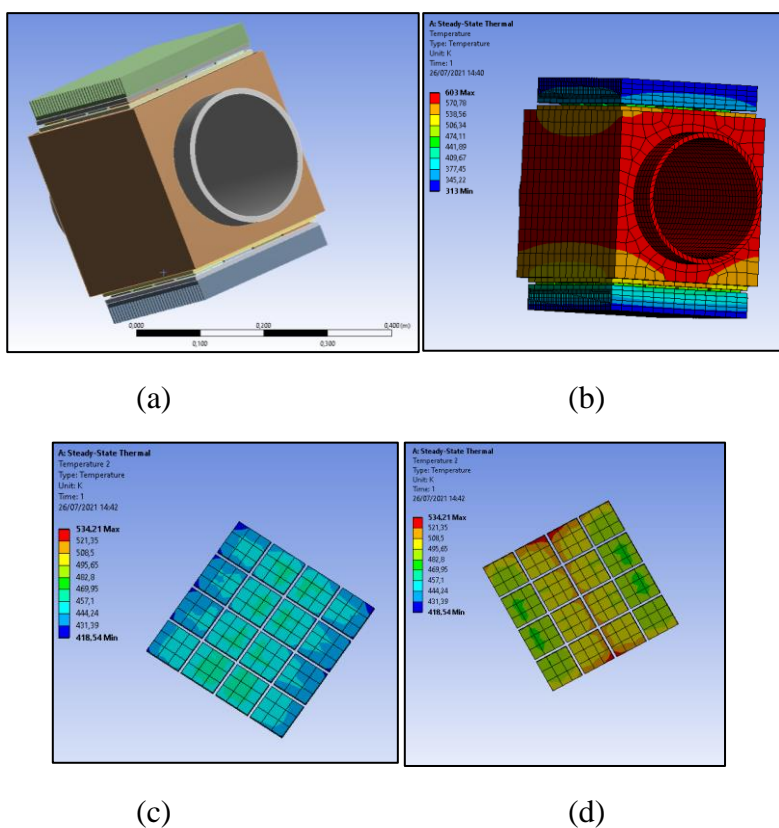 0,000
0,200
0,400 (m)
0,100
0,300
(a)
A: Steady-State Thermal
Temperature
Type: Temperature
Unit: K
Time: 1
26/07/2021 14:40
603 Max
570,78
538,56
506,34
474,11
441,89
409,67
377,45
345,22
313 Min
(b)
A: Steady-State Thermal
Temperature 2
Type: Temperature
Unit: K
Time: 1
26/07/2021 14:42
534,21 Max
521,35
508,5
495,65
482,8
469,95
457,1
444,24
431,39
418,54 Min
(c)
A: Steady-State Thermal
Temperature 2
Type: Temperature
Unit: K
Time: 1
26/07/2021 14:42
534,21 Max
521,35
508,5
495,65
482,8
469,95
457,1
444,24
431,39
418,54 Min
(d)